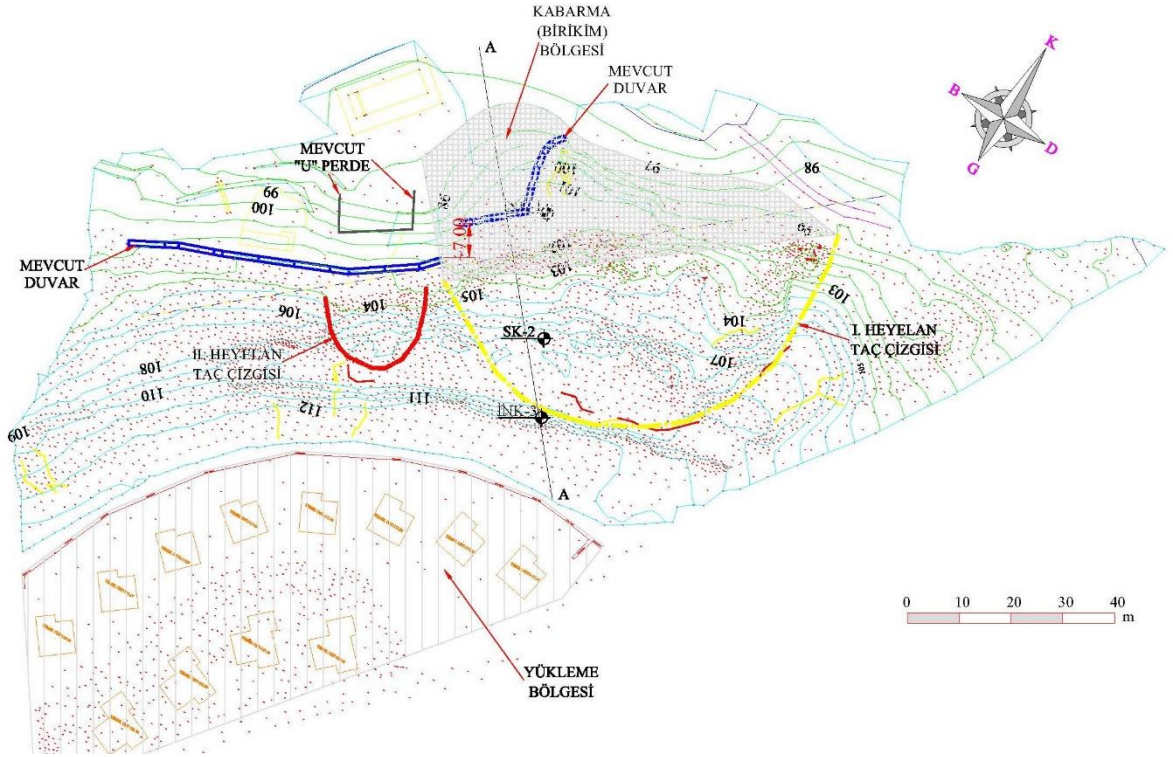 KABARMA
(BİRİKİM)
BÖLGESİ
A
MEVCUT
DUVAR
K
B
D
G
MEVCUT
"U" PERDE
99
100
98
100
101
97
98
7.00
102
103
MEVCUT
DUVAR
106
104
105
103
SK-2
104
I. HEYELAN
TAÇ ÇİZGİSİ
II. HEYELAN
TAÇ ÇİZGİSİ
107
108
110
112
111
İNK-3
109
A
0 10 20 30 40
m
YÜKLEME
BÖLGESİ